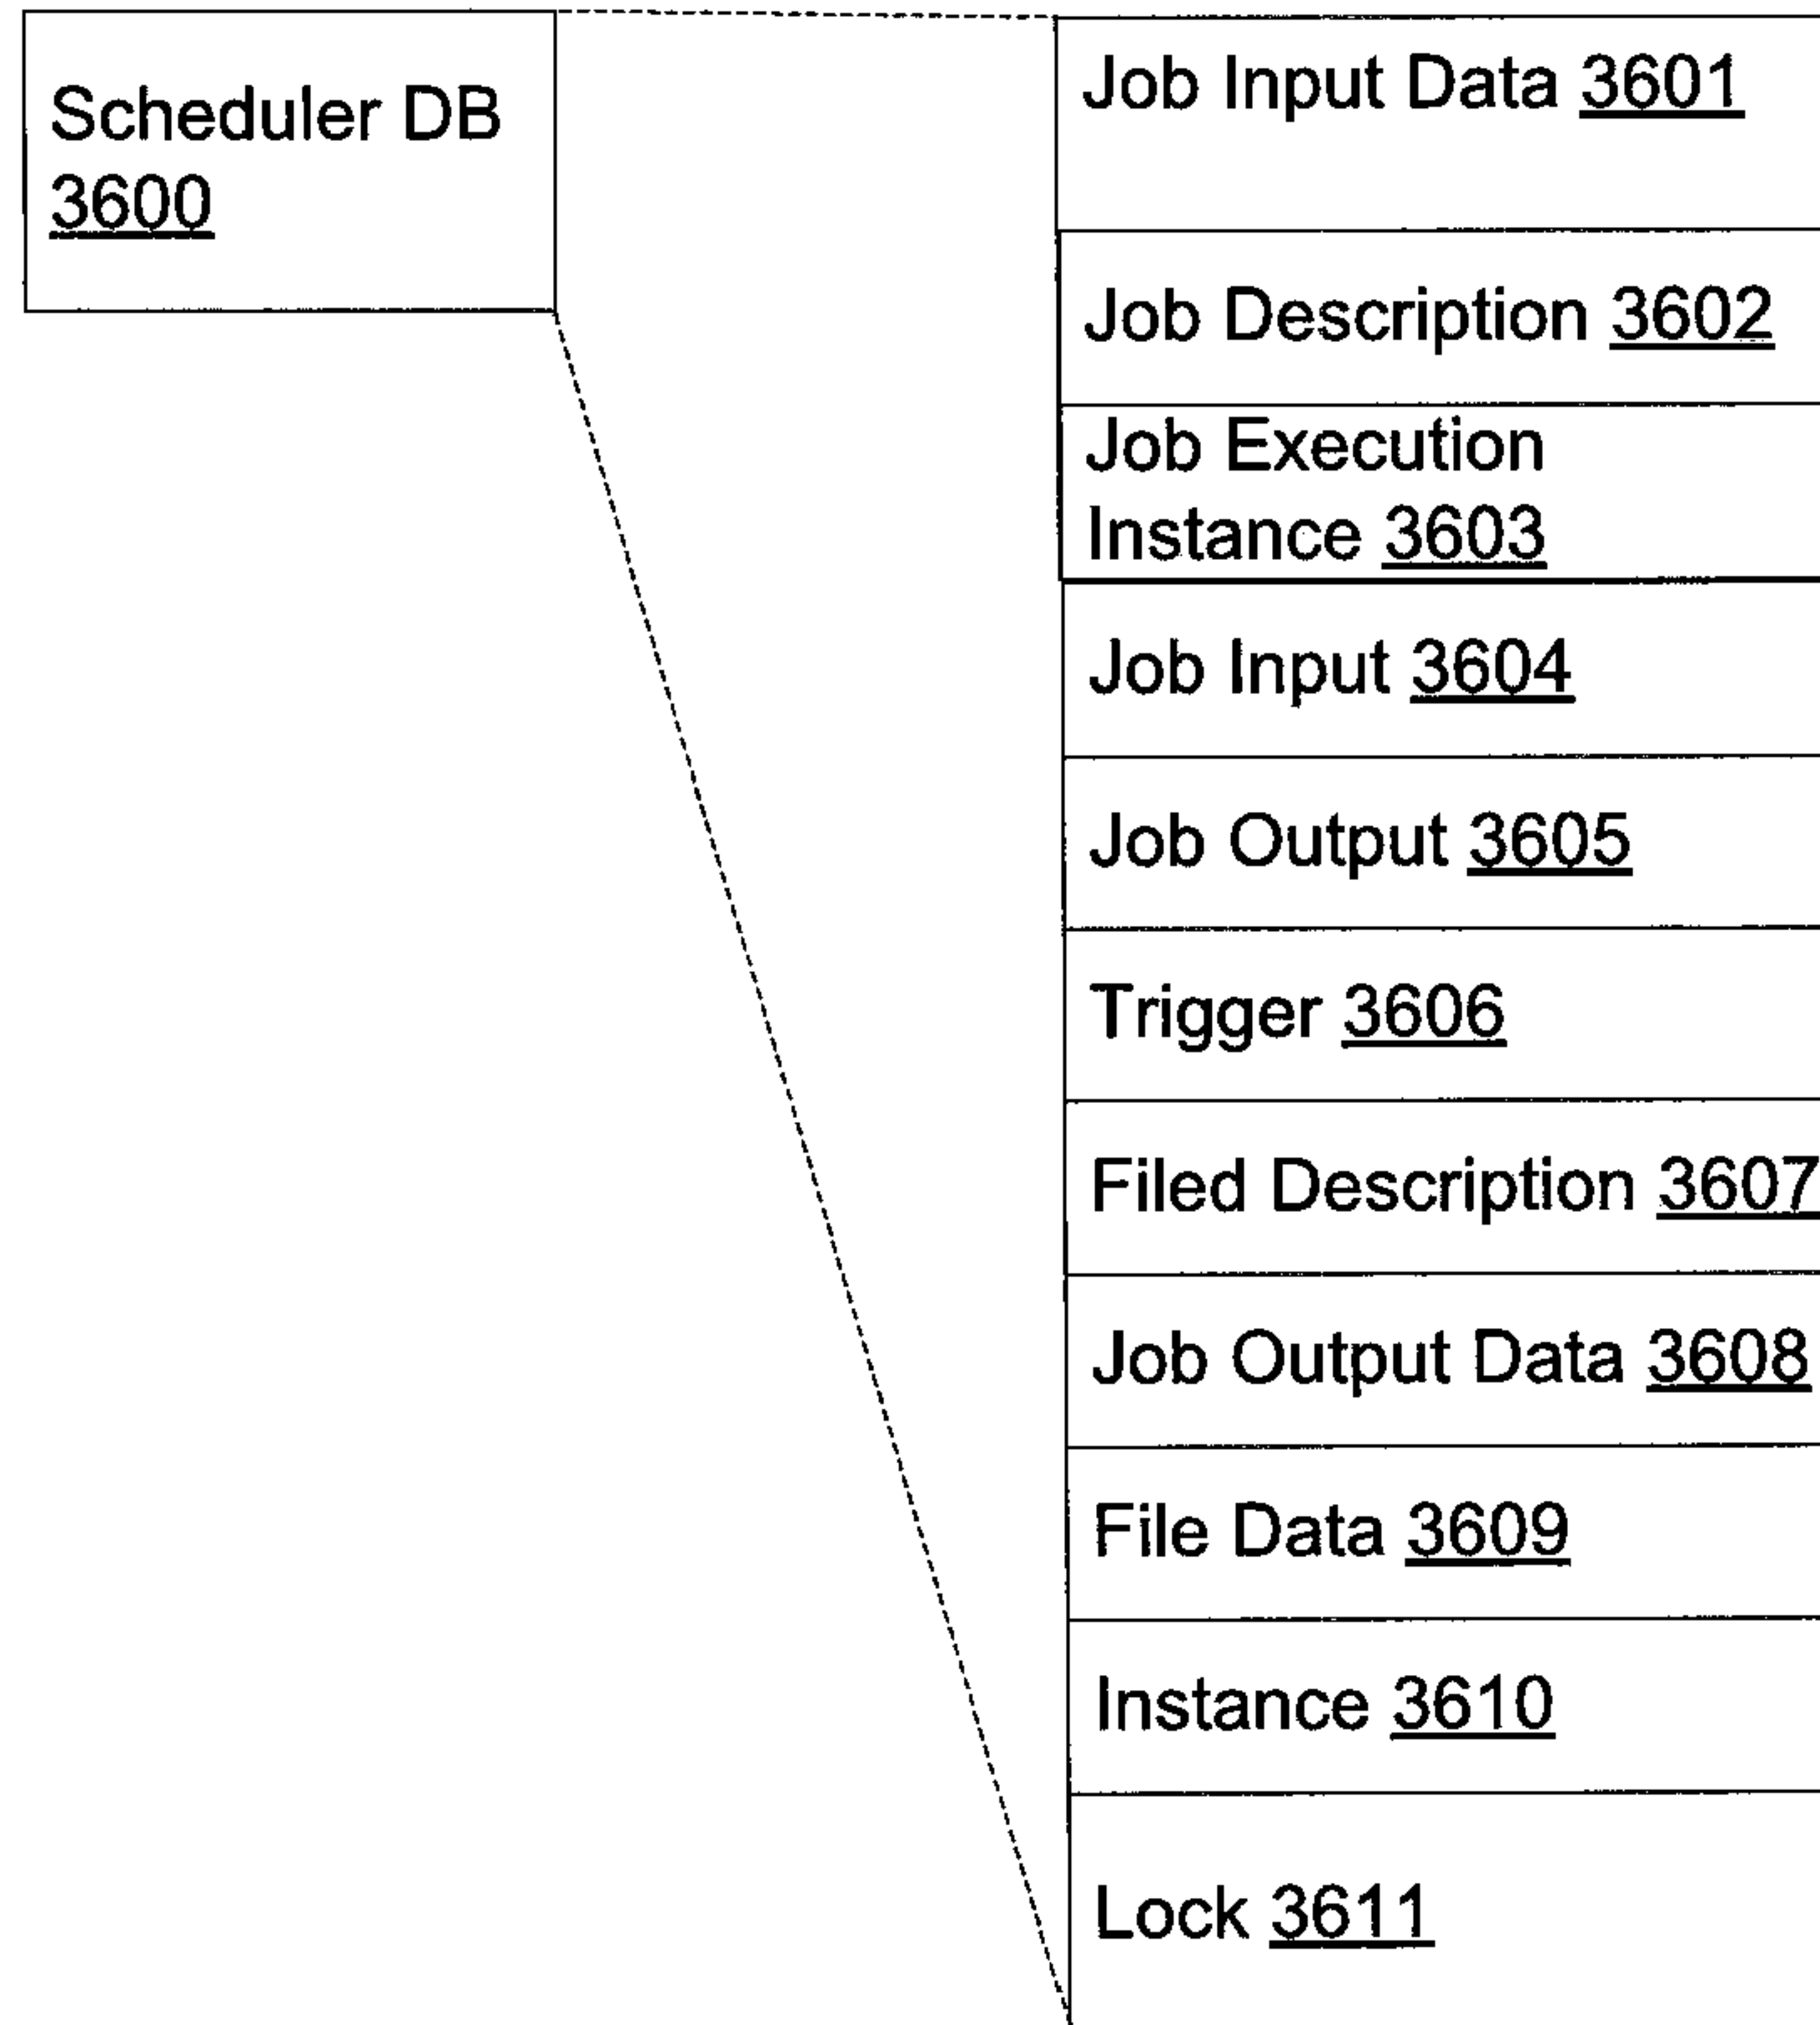 Scheduler DB
3600
Job Input Data 3601
Job Description 3602
Job Execution
Instance 3603
Job Input 3604
Job Output 3605
Trigger 3606
Filed Description 3607
Job Output Data 3608
File Data 3609
Instance 3610
Lock 3611